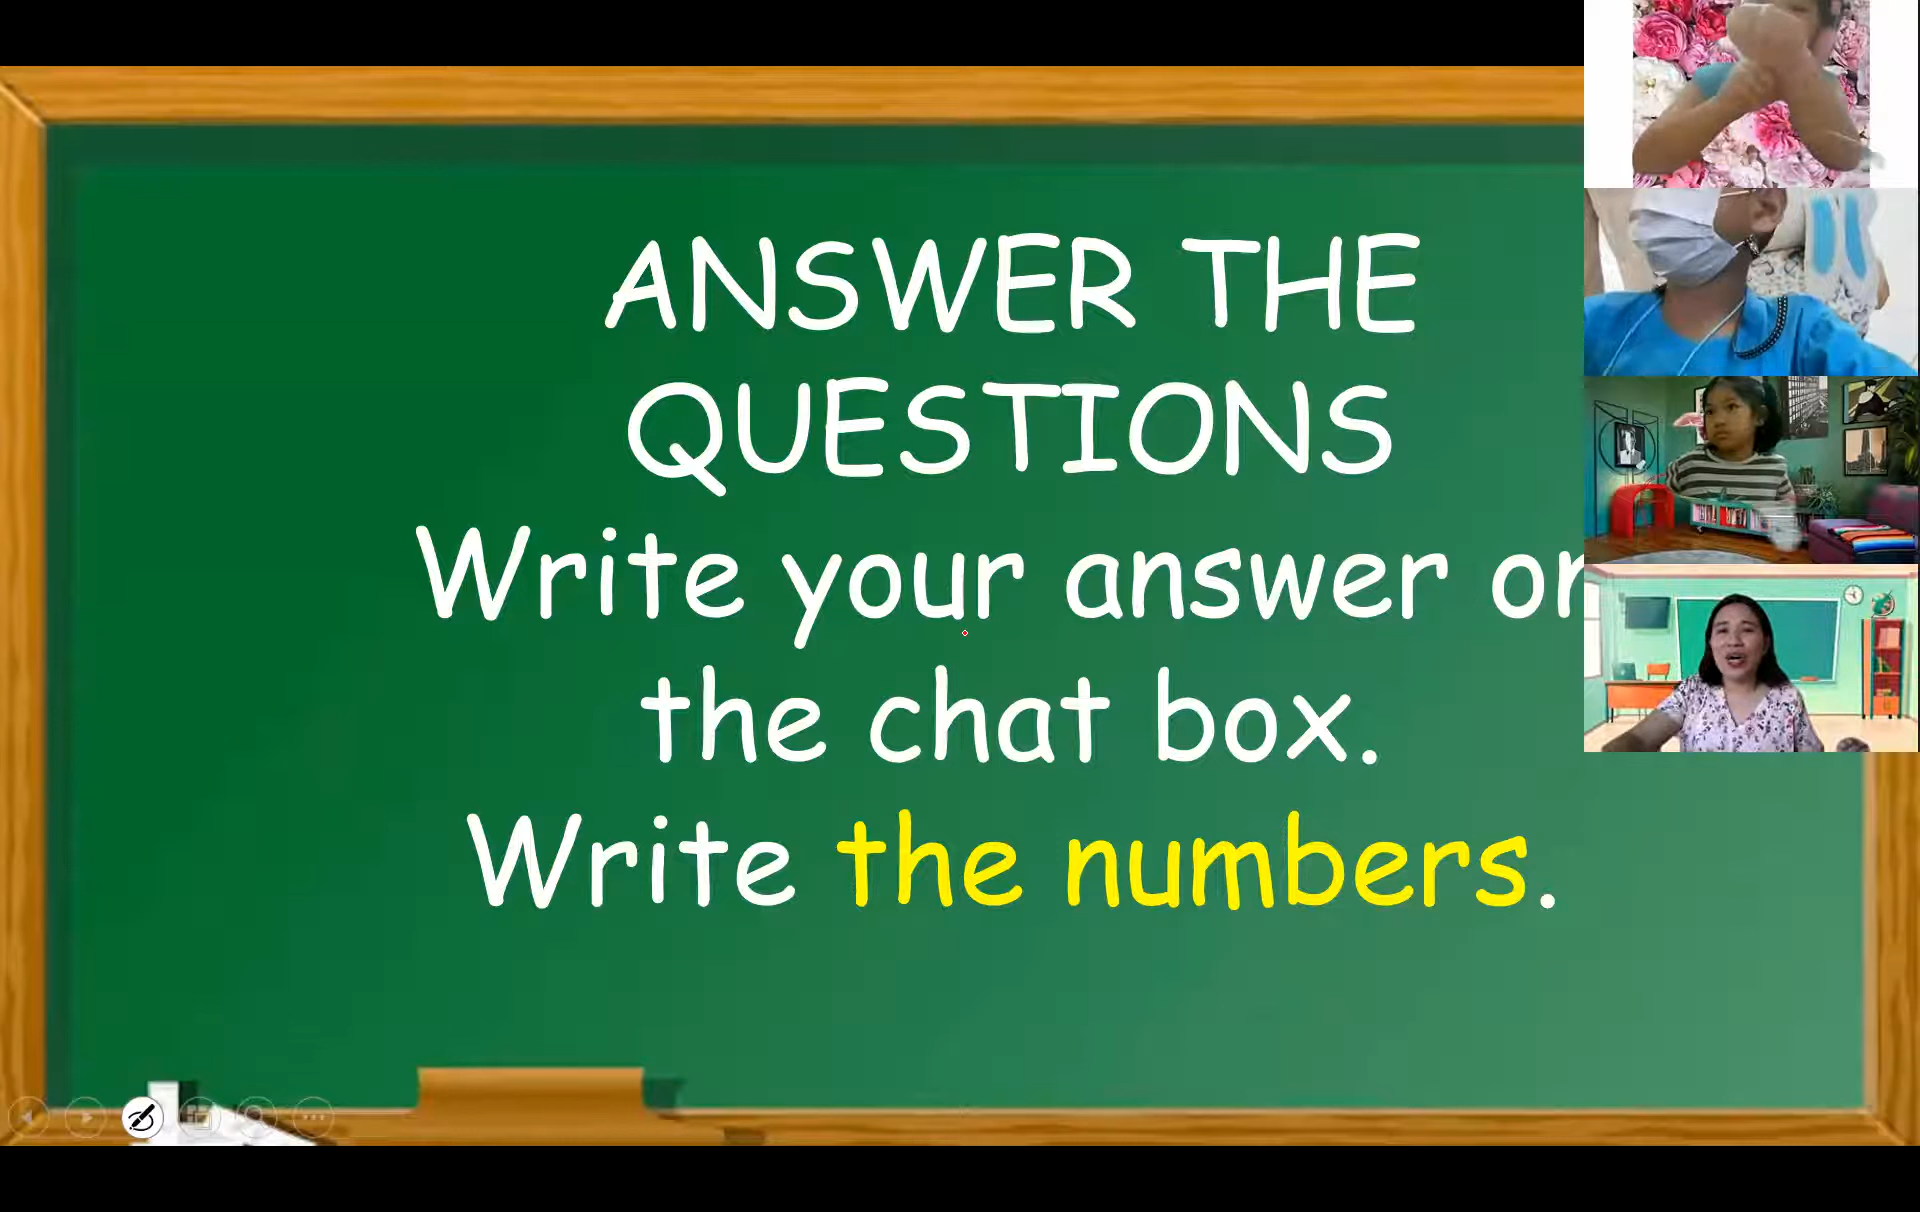 ANSWER THE
QUESTIONS
Write your answer on
the chat box.
Write the numbers.